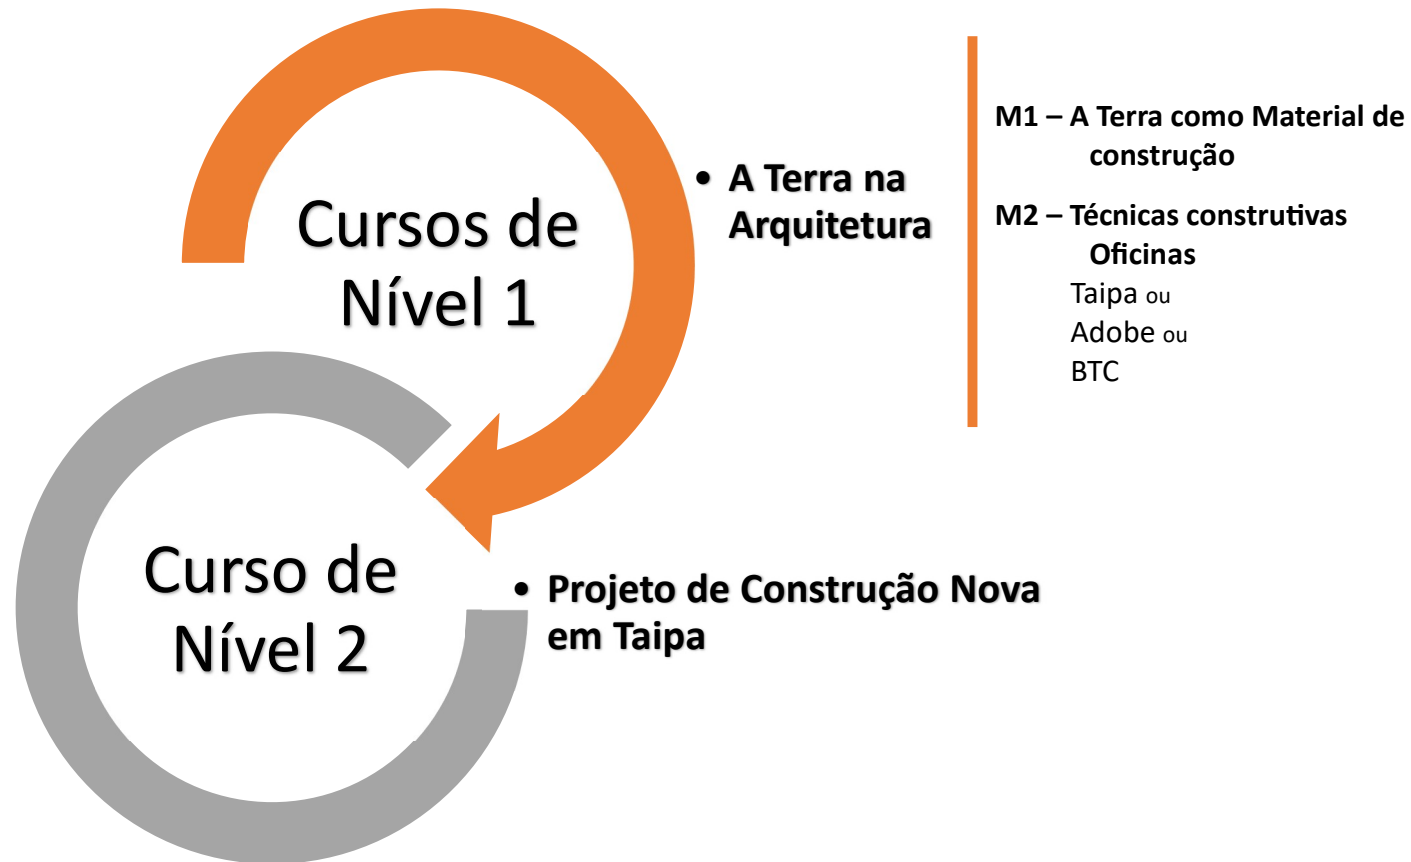 Cursos de
Nível 1
• A Terra na
Arquitetura
M1 – A Terra como Material de
construção
M2 – Técnicas construtivas
Oficinas
Taipa ou
Adobe ou
BTC
Curso de
Nível 2
• Projeto de Construção Nova
em Taipa